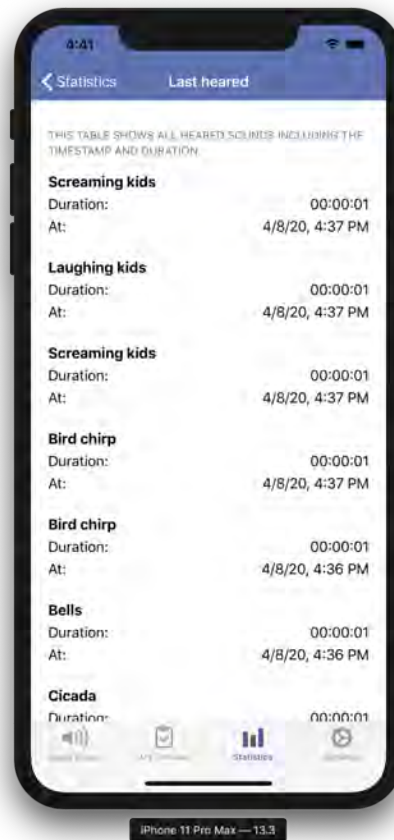 4:41
Statistics
Last heared
THIS TABLE SHOWS ALL HEARED SOUNDS INCLUDING THE
TIMESTAMP AND DURATION.
Screaming kids
Duration: 00:00:01
At: 4/8/20, 4:37 PM
Laughing kids
Duration: 00:00:01
At: 4/8/20, 4:37 PM
Screaming kids
Duration: 00:00:01
At: 4/8/20, 4:37 PM
Bird chirp
Duration: 00:00:01
At: 4/8/20, 4:37 PM
Bird chirp
Duration: 00:00:01
At: 4/8/20, 4:36 PM
Bells
Duration: 00:00:01
At: 4/8/20, 4:36 PM
Cicada
Duration: 00:00:01
Statistics
iPhone 11 Pro Max — 13.3